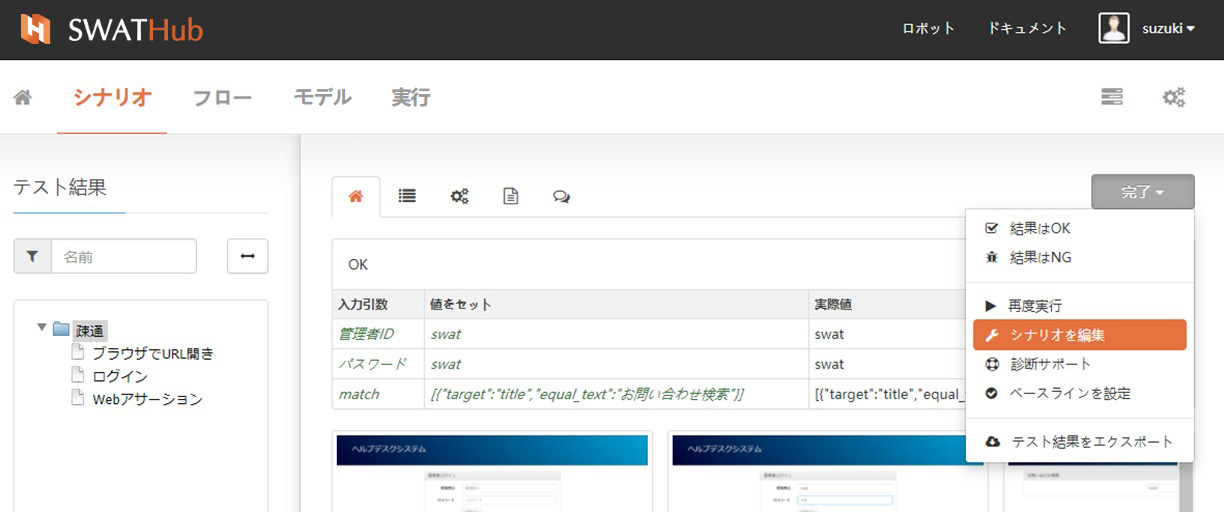 SWATHub
ロボット
ドキュメント
suzuki
シナリオ
フロー
モデル
実行
テスト結果
名前
疎通
ブラウザでURL開き
ログイン
Webアサーション
完了
結果はOK
結果はNG
再度実行
シナリオを編集
診断サポート
ベースラインを設定
テスト結果をエクスポート
OK
入力引数 値をセット 実際値
管理者ID swat swat
パスワード swat swat
match [{"target":"title","equal_text":"お問い合わせ検索"}] [{"target":"title","equal_
ヘルプデスクシステム
ヘルプデスクシステム